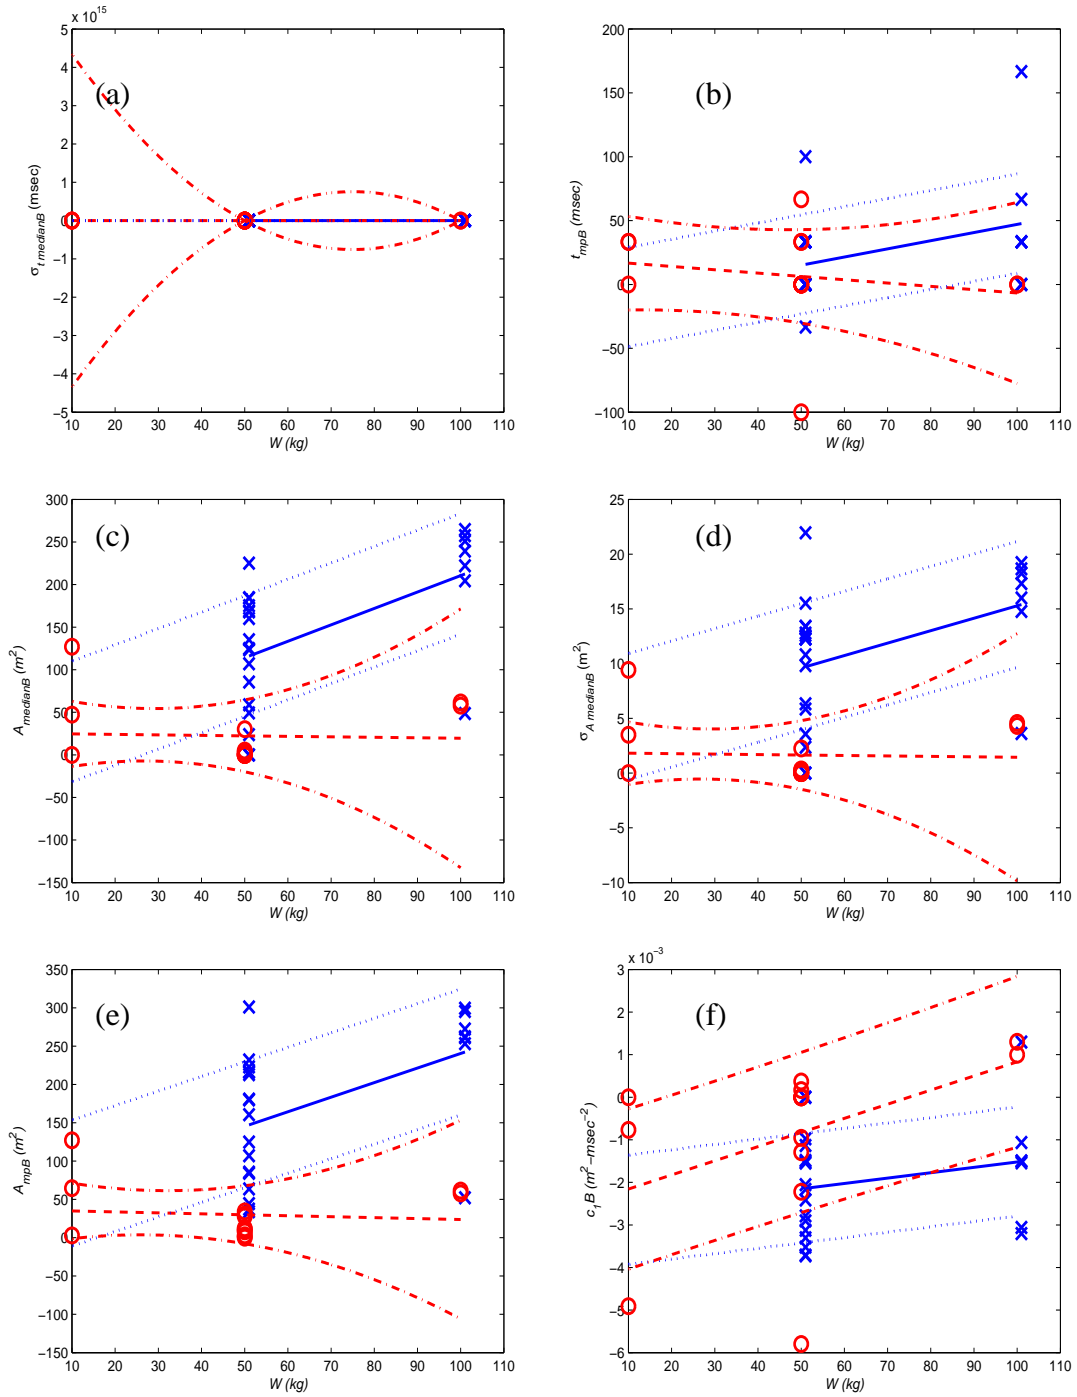 x 10^15
5
4
3
2
1
0
−1
−2
−3
−4
−5
10 20 30 40 50 60 70 80 90 100 110
W (kg)
σ_t medianB (msec)
(a)
200
150
100
50
0
−50
−100
10 20 30 40 50 60 70 80 90 100 110
W (kg)
t_mpB (msec)
(b)
300
250
200
150
100
50
0
−50
−100
−150
10 20 30 40 50 60 70 80 90 100 110
W (kg)
A_medianB (m^2)
(c)
25
20
15
10
5
0
−5
−10
10 20 30 40 50 60 70 80 90 100 110
W (kg)
σ_A medianB (m^2)
(d)
350
300
250
200
150
100
50
0
−50
−100
−150
10 20 30 40 50 60 70 80 90 100 110
W (kg)
A_mpB (m^2)
(e)
x 10^−3
3
2
1
0
−1
−2
−3
−4
−5
−6
10 20 30 40 50 60 70 80 90 100 110
W (kg)
c_1B (m^2−msec^−2)
(f)